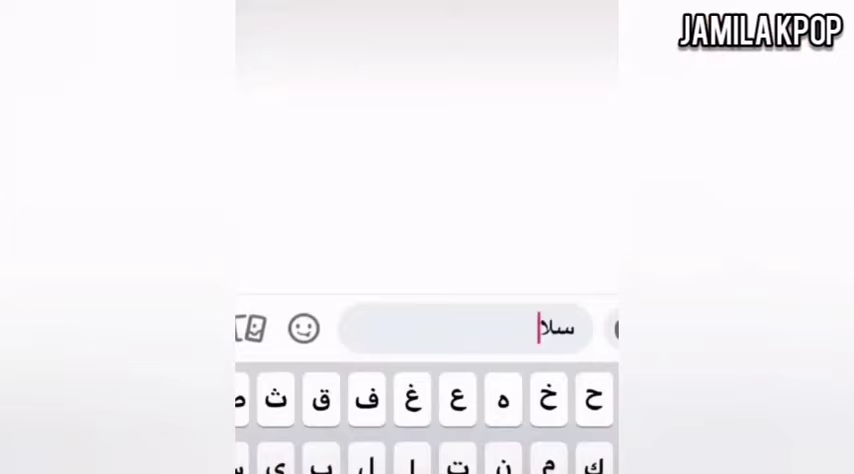 JAMILAKPOP
سلا
ح خ ه ع غ ف ق ث
ك م ن ت ا ل ب ي